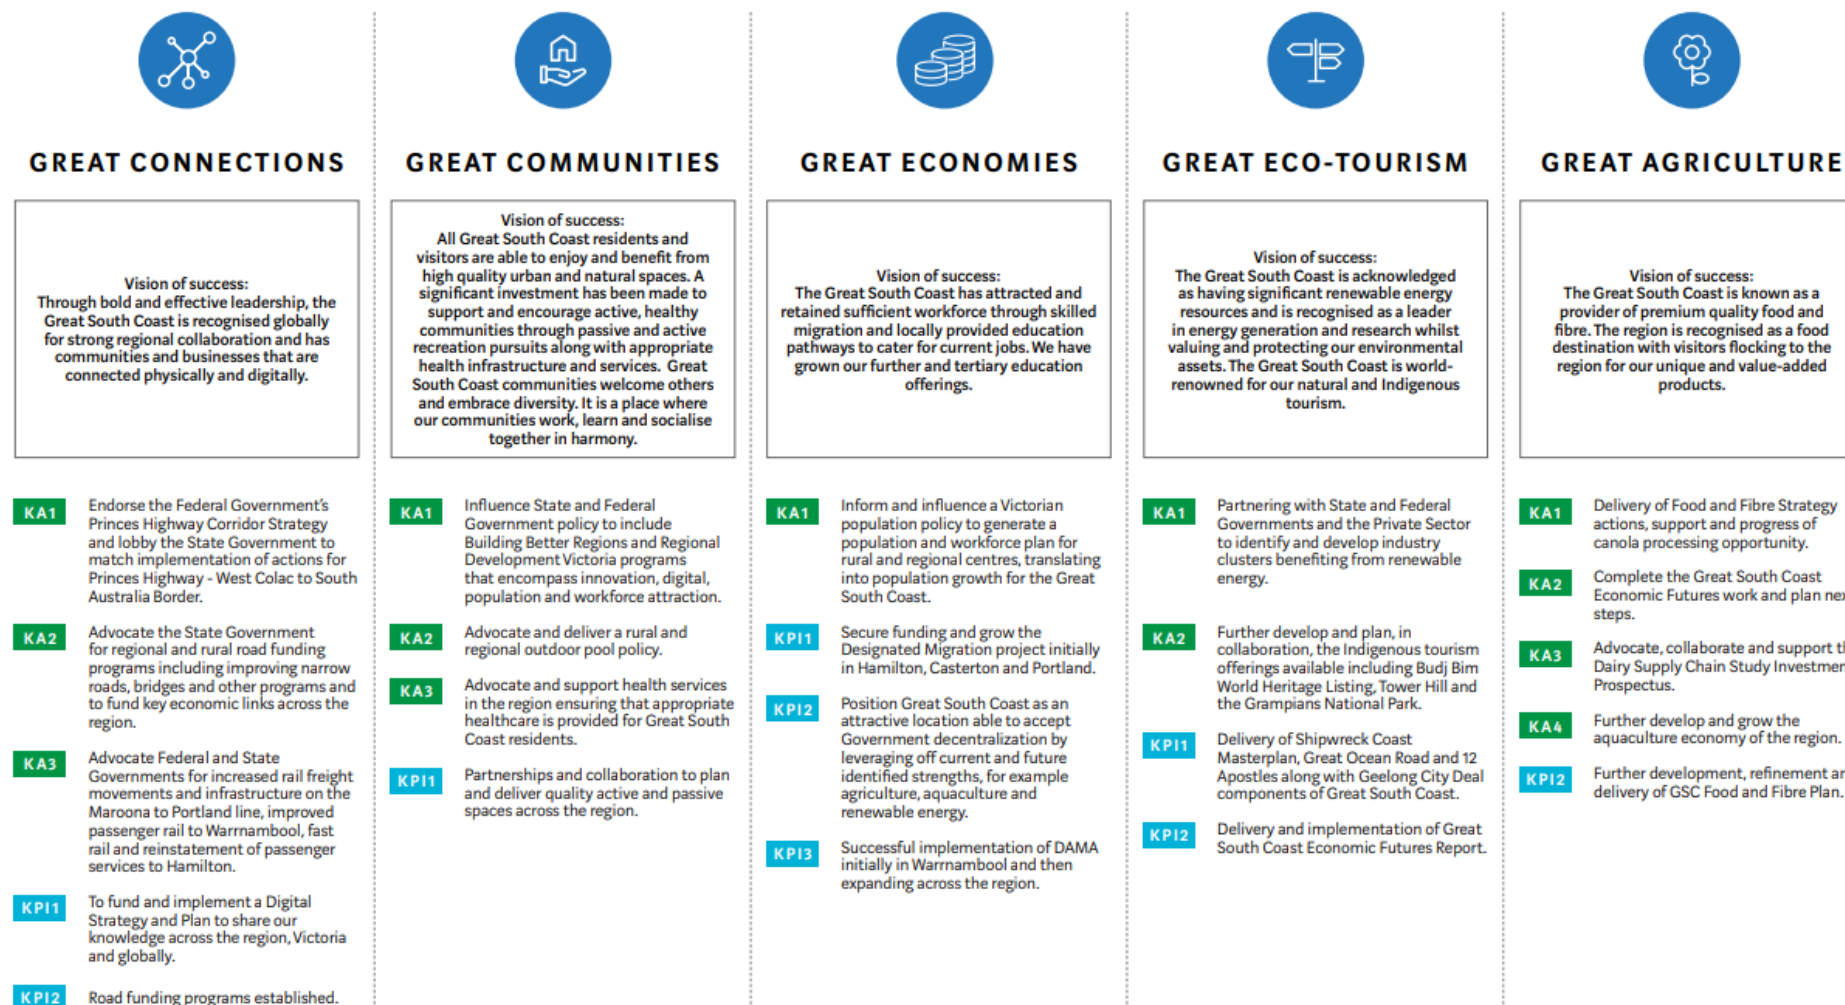 GREAT CONNECTIONS
Vision of success:
Through bold and effective leadership, the
Great South Coast is recognised globally
for strong regional collaboration and has
communities and businesses that are
connected physically and digitally.
KA1
Endorse the Federal Government's
Princes Highway Corridor Strategy
and lobby the State Government to
match implementation of actions for
Princes Highway - West Colac to South
Australia Border.
KA2
Advocate the State Government
for regional and rural road funding
programs including improving narrow
roads, bridges and other programs and
to fund key economic links across the
region.
KA3
Advocate Federal and State
Governments for increased rail freight
movements and infrastructure on the
Maroona to Portland line, improved
passenger rail to Warrnambool, fast
rail and reinstatement of passenger
services to Hamilton.
KPI1
To fund and implement a Digital
Strategy and Plan to share our
knowledge across the region, Victoria
and globally.
KPI2
Road funding programs established.
GREAT COMMUNITIES
Vision of success:
All Great South Coast residents and
visitors are able to enjoy and benefit from
high quality urban and natural spaces. A
significant investment has been made to
support and encourage active, healthy
communities through passive and active
recreation pursuits along with appropriate
health infrastructure and services. Great
South Coast communities welcome others
and embrace diversity. It is a place where
our communities work, learn and socialise
together in harmony.
KA1
Influence State and Federal
Government policy to include
Building Better Regions and Regional
Development Victoria programs
that encompass innovation, digital,
population and workforce attraction.
KA2
Advocate and deliver a rural and
regional outdoor pool policy.
KA3
Advocate and support health services
in the region ensuring that appropriate
healthcare is provided for Great South
Coast residents.
KPI1
Partnerships and collaboration to plan
and deliver quality active and passive
spaces across the region.
GREAT ECONOMIES
Vision of success:
The Great South Coast has attracted and
retained sufficient workforce through skilled
migration and locally provided education
pathways to cater for current jobs. We have
grown our further and tertiary education
offerings.
KA1
Inform and influence a Victorian
population policy to generate a
population and workforce plan for
rural and regional centres, translating
into population growth for the Great
South Coast.
KPI1
Secure funding and grow the
Designated Migration project initially
in Hamilton, Casterton and Portland.
KPI2
Position Great South Coast as an
attractive location able to accept
Government decentralization by
leveraging off current and future
identified strengths, for example
agriculture, aquaculture and
renewable energy.
KPI3
Successful implementation of DAMA
initially in Warrnambool and then
expanding across the region.
GREAT ECO-TOURISM
Vision of success:
The Great South Coast is acknowledged
as having significant renewable energy
resources and is recognised as a leader
in energy generation and research whilst
valuing and protecting our environmental
assets. The Great South Coast is world-
renowned for our natural and Indigenous
tourism.
KA1
Partnering with State and Federal
Governments and the Private Sector
to identify and develop industry
clusters benefiting from renewable
energy.
KA2
Further develop and plan, in
collaboration, the Indigenous tourism
offerings available including Budj Bim
World Heritage Listing, Tower Hill and
the Grampians National Park.
KPI1
Delivery of Shipwreck Coast
Masterplan, Great Ocean Road and 12
Apostles along with Geelong City Deal
components of Great South Coast.
KPI2
Delivery and implementation of Great
South Coast Economic Futures Report.
GREAT AGRICULTURE
Vision of success:
The Great South Coast is known as a
provider of premium quality food and
fibre. The region is recognised as a food
destination with visitors flocking to the
region for our unique and value-added
products.
KA1
Delivery of Food and Fibre Strategy
actions, support and progress of
canola processing opportunity.
KA2
Complete the Great South Coast
Economic Futures work and plan
steps.
KA3
Advocate, collaborate and support
Dairy Supply Chain Study
Prospectus.
KA4
Further develop and grow the
aquaculture economy of the region.
KPI2
Further development, refinement
delivery of GSC Food and Fibre Plan.